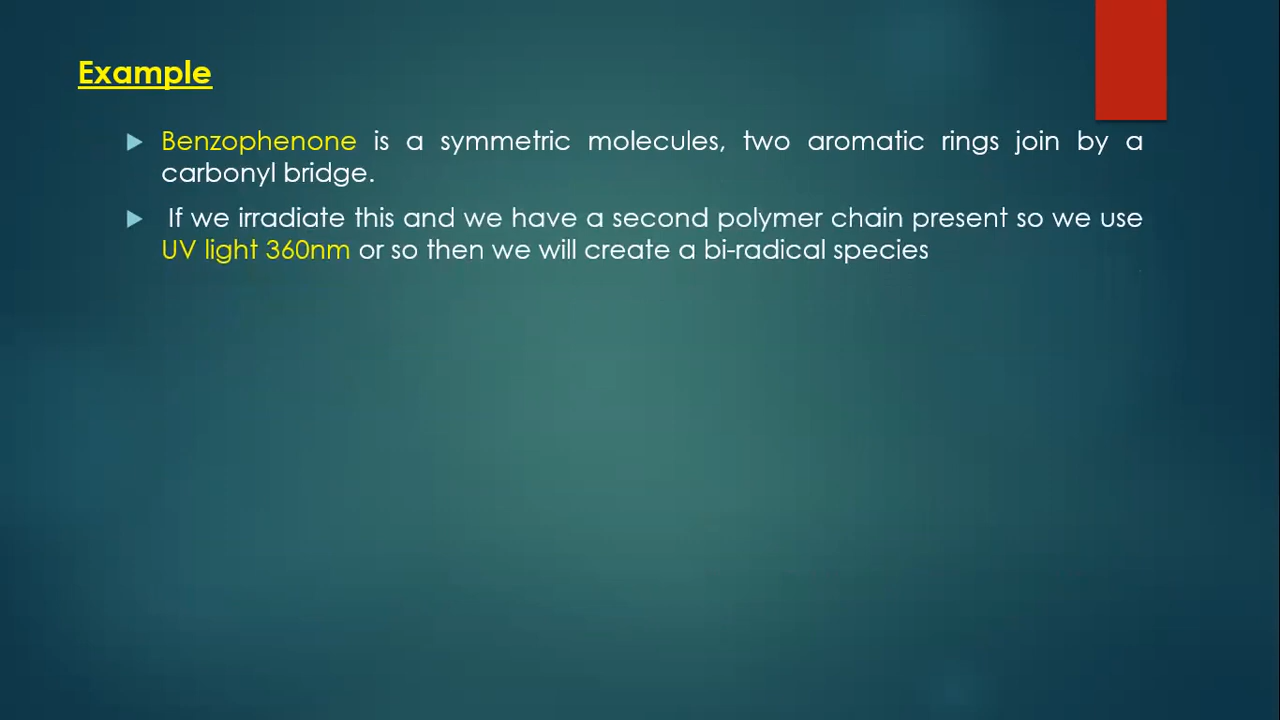 Example
Benzophenone is a symmetric molecules, two aromatic rings join by a
carbonyl bridge.
If we irradiate this and we have a second polymer chain present so we use
UV light 360nm or so then we will create a bi-radical species